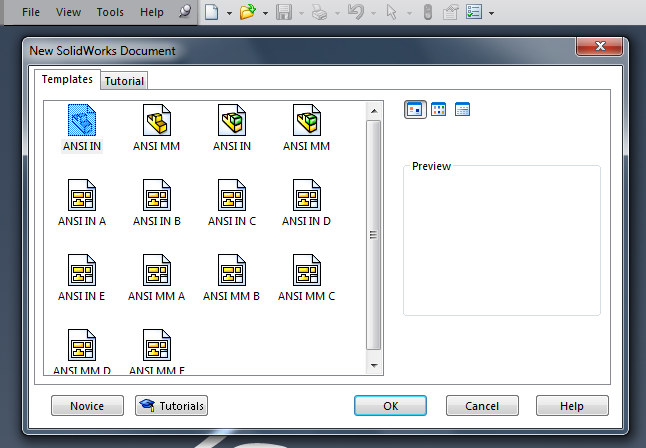 File View Tools Help
New SolidWorks Document
Templates Tutorial
ANSI IN ANSI MM ANSI IN ANSI MM
Preview
ANSI IN A ANSI IN B ANSI IN C ANSI IN D
ANSI IN E ANSI MM A ANSI MM B ANSI MM C
ANSI MM D ANSI MM E
Novice Tutorials OK Cancel Help